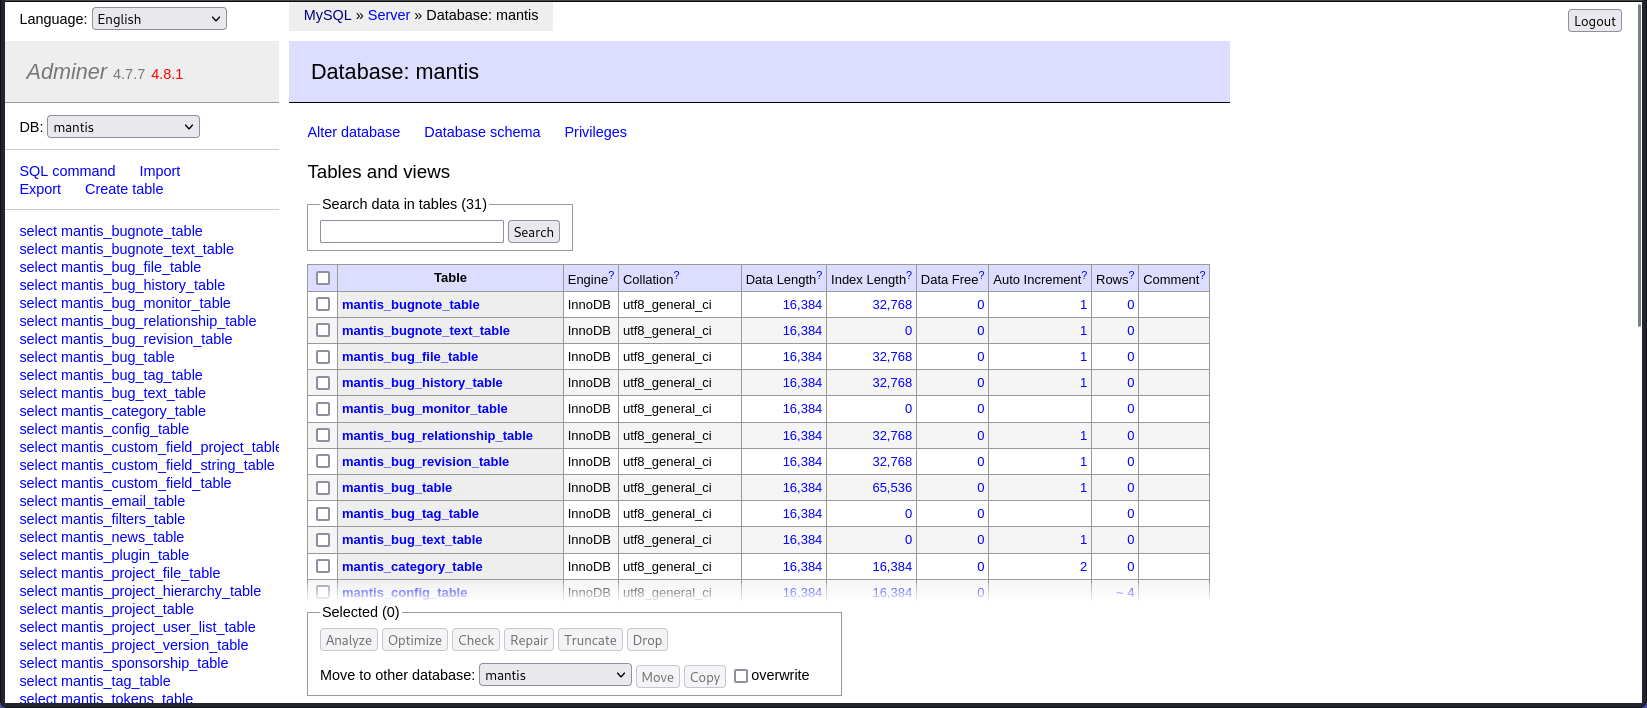 Language: English
MySQL » Server » Database: mantis
Logout
Adminer 4.7.7 4.8.1
Database: mantis
DB: mantis
Alter database Database schema Privileges
SQL command Import
Export Create table
Tables and views
Search data in tables (31)
Search
select mantis_bugnote_table
select mantis_bugnote_text_table
select mantis_bug_file_table
select mantis_bug_history_table
select mantis_bug_monitor_table
select mantis_bug_relationship_table
select mantis_bug_revision_table
select mantis_bug_table
select mantis_bug_tag_table
select mantis_bug_text_table
select mantis_category_table
select mantis_config_table
select mantis_custom_field_project_table
select mantis_custom_field_string_table
select mantis_custom_field_table
select mantis_email_table
select mantis_filters_table
select mantis_news_table
select mantis_plugin_table
select mantis_project_file_table
select mantis_project_hierarchy_table
select mantis_project_table
select mantis_project_user_list_table
select mantis_project_version_table
select mantis_sponsorship_table
select mantis_tag_table
select mantis_tokens_table
Table Engine? Collation? Data Length? Index Length? Data Free? Auto Increment? Rows? Comment?
mantis_bugnote_table InnoDB utf8_general_ci 16,384 32,768 0 1 0
mantis_bugnote_text_table InnoDB utf8_general_ci 16,384 0 0 1 0
mantis_bug_file_table InnoDB utf8_general_ci 16,384 32,768 0 1 0
mantis_bug_history_table InnoDB utf8_general_ci 16,384 32,768 0 1 0
mantis_bug_monitor_table InnoDB utf8_general_ci 16,384 0 0 0
mantis_bug_relationship_table InnoDB utf8_general_ci 16,384 32,768 0 1 0
mantis_bug_revision_table InnoDB utf8_general_ci 16,384 32,768 0 1 0
mantis_bug_table InnoDB utf8_general_ci 16,384 65,536 0 1 0
mantis_bug_tag_table InnoDB utf8_general_ci 16,384 0 0 0
mantis_bug_text_table InnoDB utf8_general_ci 16,384 0 0 1 0
mantis_category_table InnoDB utf8_general_ci 16,384 16,384 0 2 0
mantis_config_table InnoDB utf8_general_ci 16,384 16,384 0 ~ 4
Selected (0)
Analyze Optimize Check Repair Truncate Drop
Move to other database: mantis Move Copy overwrite